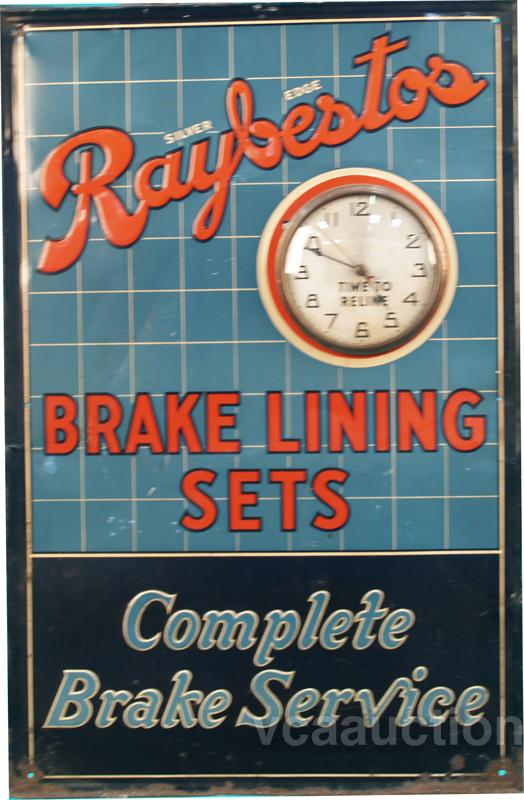 SILVER EDGE
Raybestos
12
11 1
10 2
9 3
TIME TO
RELINE
8 4
7 5
6
BRAKE LINING
SETS
Complete
Brake Service
vcaauction